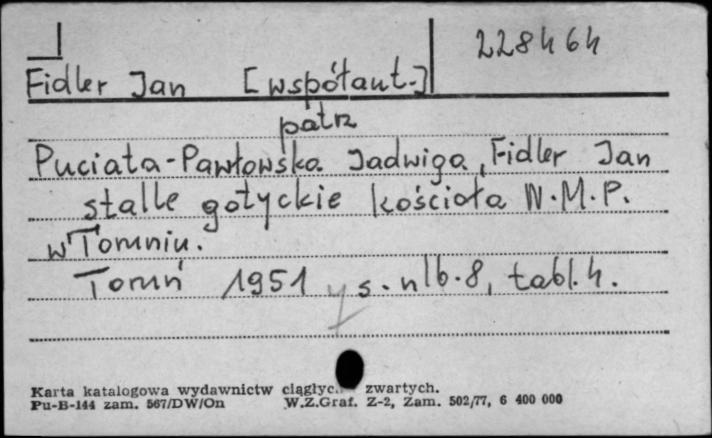 228464
Fidler Jan [współaut.]
patrz
Puciata-Pawłowska Jadwiga, Fidler Jan
stalle gotyckie kościoła N.M.P.
w Toruniu.
Toruń 1951 s. nlb. 8, tabl. 4.
Karta katalogowa wydawnictw ciągłych zwartych.
Pu-B-144 zam. 567/DW/On W.Z.Graf. Z-2, Zam. 502/77, 6 400 000